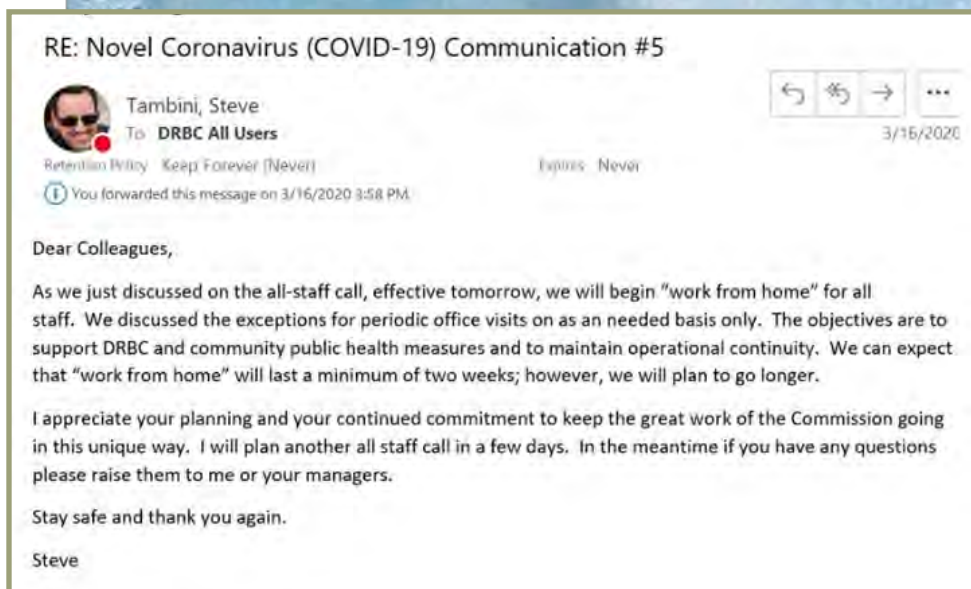 RE: Novel Coronavirus (COVID-19) Communication #5
Tambini, Steve
To DRBC All Users
3/16/2020
Retention Policy Keep Forever (Never)
Expires Never
You forwarded this message on 3/16/2020 3:58 PM.
Dear Colleagues,
As we just discussed on the all-staff call, effective tomorrow, we will begin "work from home" for all
staff. We discussed the exceptions for periodic office visits on as an needed basis only. The objectives are to
support DRBC and community public health measures and to maintain operational continuity. We can expect
that "work from home" will last a minimum of two weeks; however, we will plan to go longer.
I appreciate your planning and your continued commitment to keep the great work of the Commission going
in this unique way. I will plan another all staff call in a few days. In the meantime if you have any questions
please raise them to me or your managers.
Stay safe and thank you again.
Steve